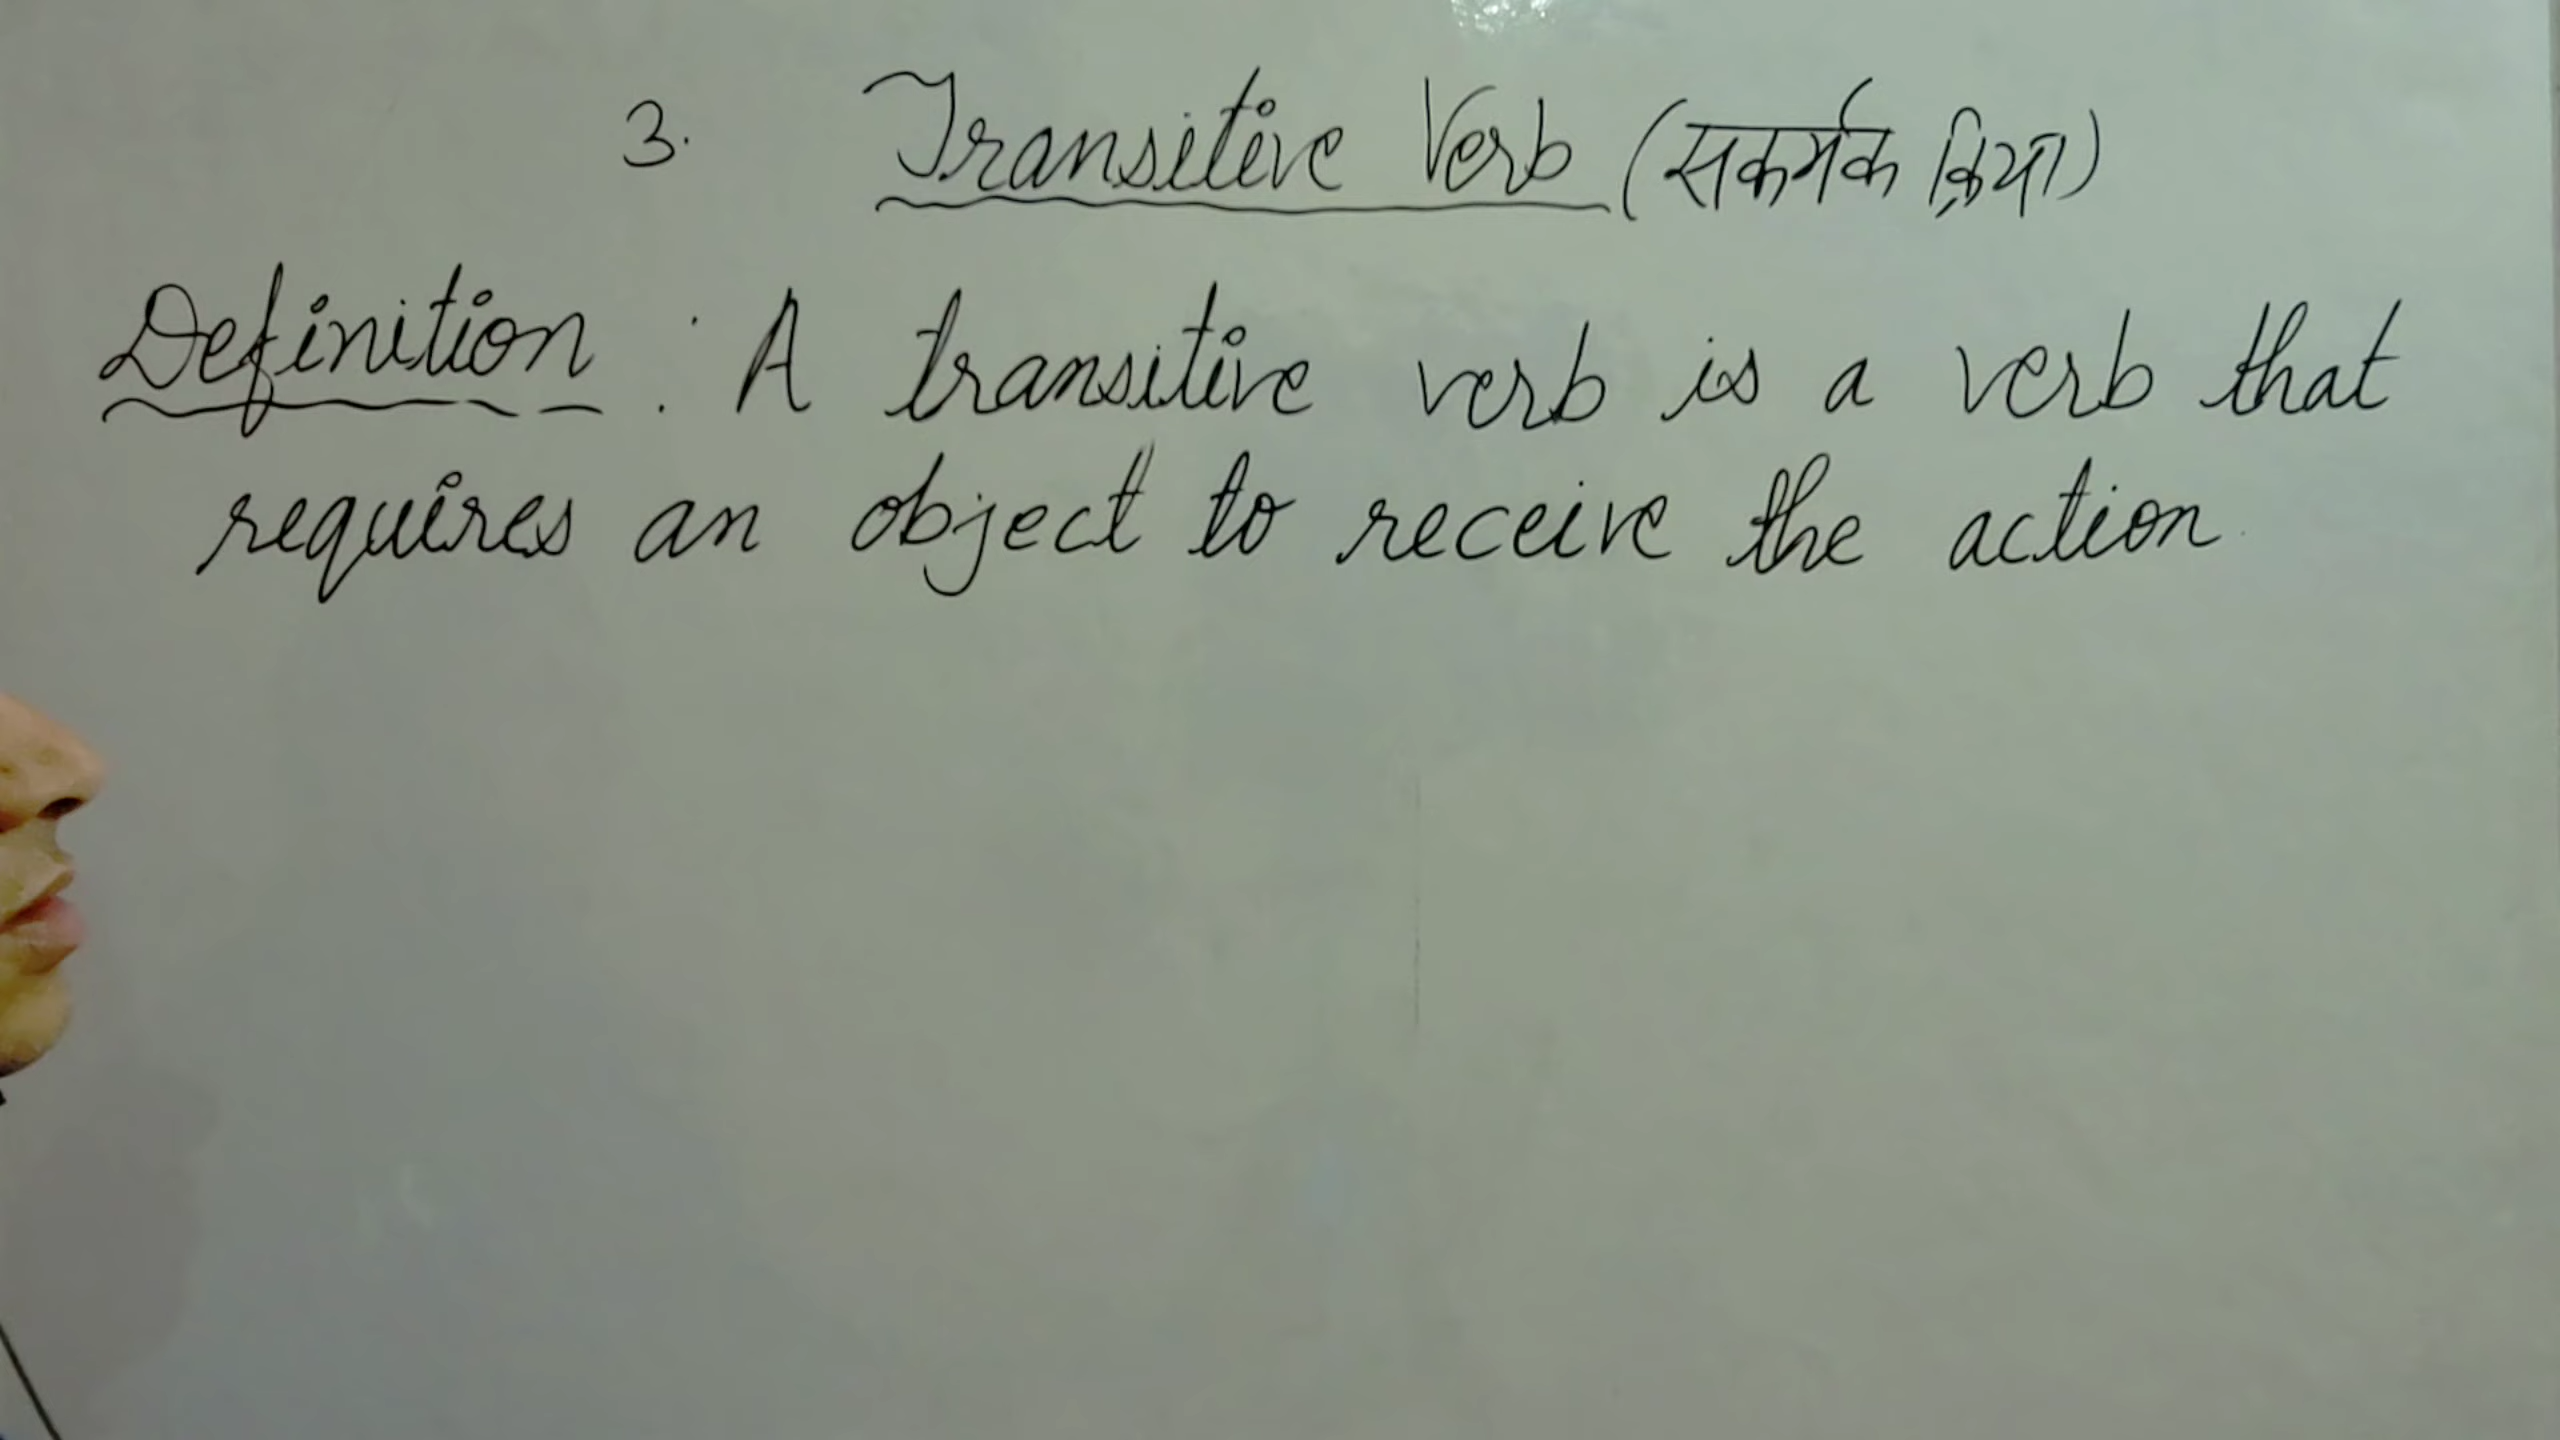 3. Transitive Verb (सकर्मक क्रिया)
Definition : A transitive verb is a verb that
requires an object to receive the action.